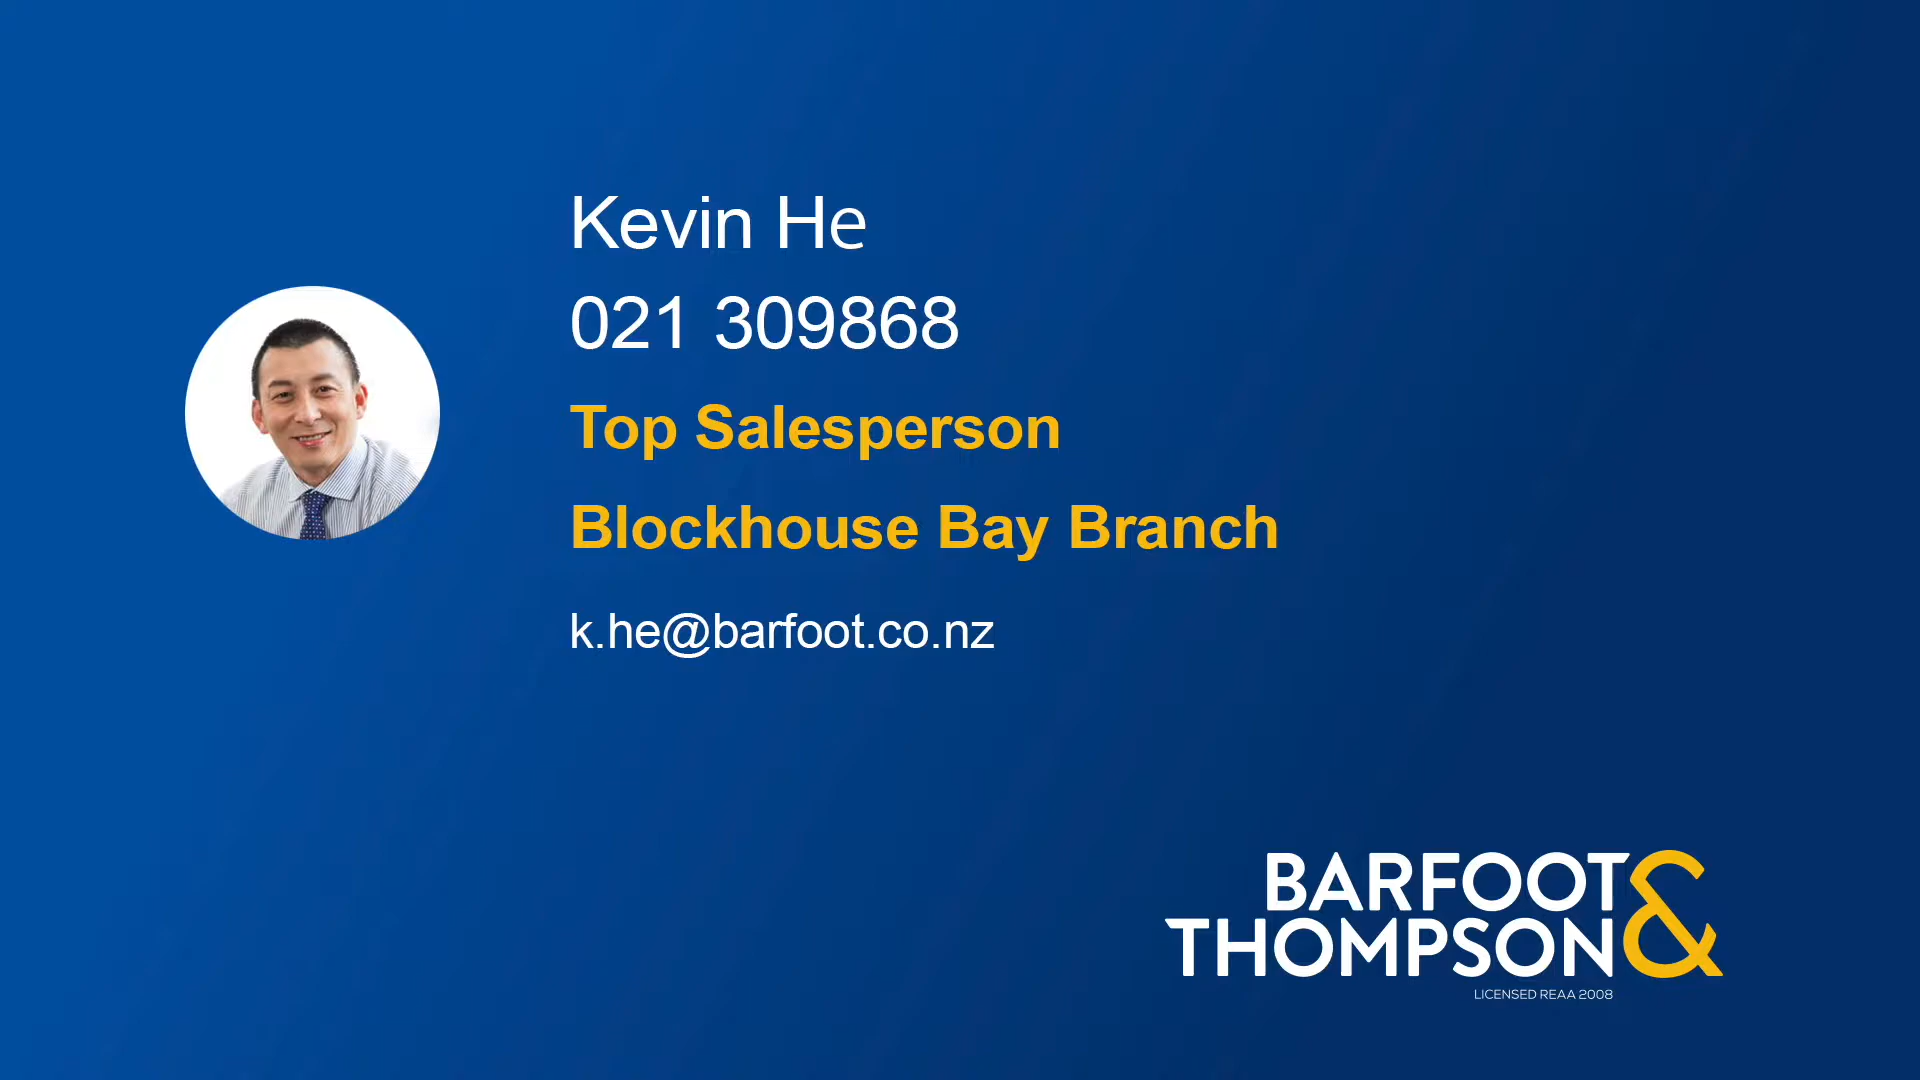 Kevin He
021 309868
Top Salesperson
Blockhouse Bay Branch
k.he@barfoot.co.nz
BARFOOT &
THOMPSON
LICENSED REAA 2008